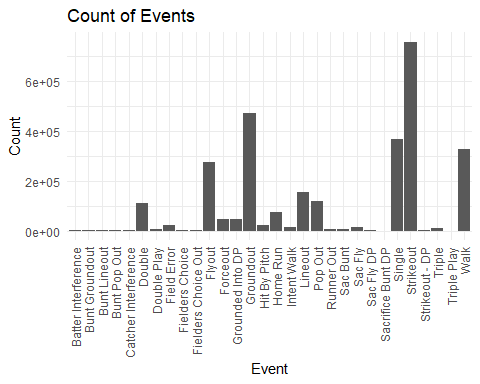 Count of Events
Count
6e+05
4e+05
2e+05
0e+00
Batter Interference
Bunt Groundout
Bunt Lineout
Bunt Pop Out
Catcher Interference
Double
Double Play
Field Error
Fielders Choice
Fielders Choice Out
Flyout
Forceout
Grounded Into DP
Groundout
Hit By Pitch
Home Run
Intent Walk
Lineout
Pop Out
Runner Out
Sac Bunt
Sac Fly
Sac Fly DP
Sacrifice Bunt DP
Single
Strikeout
Strikeout - DP
Triple
Triple Play
Walk
Event